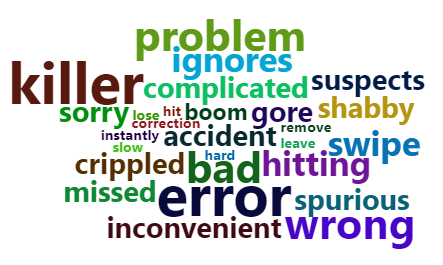 problem
ignores
killer
complicated
suspects
sorry
lose
hit
boom
gore
shabby
correction
instantly
accident
remove
slow
hard
leave
swipe
crippled
bad
hitting
missed
error
spurious
inconvenient
wrong